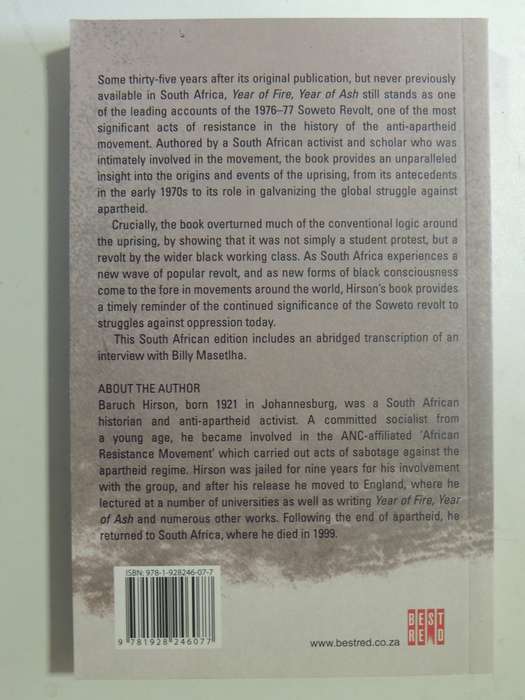 Some thirty-five years after its original publication, but never previously
available in South Africa, Year of Fire, Year of Ash still stands as one
of the leading accounts of the 1976–77 Soweto Revolt, one of the most
significant acts of resistance in the history of the anti-apartheid
movement. Authored by a South African activist and scholar who was
intimately involved in the movement, the book provides an unparalleled
insight into the origins and events of the uprising, from its antecedents
in the early 1970s to its role in galvanizing the global struggle against
apartheid.
Crucially, the book overturned much of the conventional logic around
the uprising, by showing that it was not simply a student protest, but a
revolt by the wider black working class. As South Africa experiences a
new wave of popular revolt, and as new forms of black consciousness
come to the fore in movements around the world, Hirson's book provides
a timely reminder of the continued significance of the Soweto revolt to
struggles against oppression today.
This South African edition includes an abridged transcription of an
interview with Billy Masetlha.
ABOUT THE AUTHOR
Baruch Hirson, born 1921 in Johannesburg, was a South African
historian and anti-apartheid activist. A committed socialist from
a young age, he became involved in the ANC-affiliated 'African
Resistance Movement' which carried out acts of sabotage against the
apartheid regime. Hirson was jailed for nine years for his involvement
with the group, and after his release he moved to England, where he
lectured at a number of universities as well as writing Year of Fire, Year
of Ash and numerous other works. Following the end of apartheid, he
returned to South Africa, where he died in 1999.
ISBN: 978-1-928246-07-7
9 781928 246077
www.bestred.co.za
BEST
RED